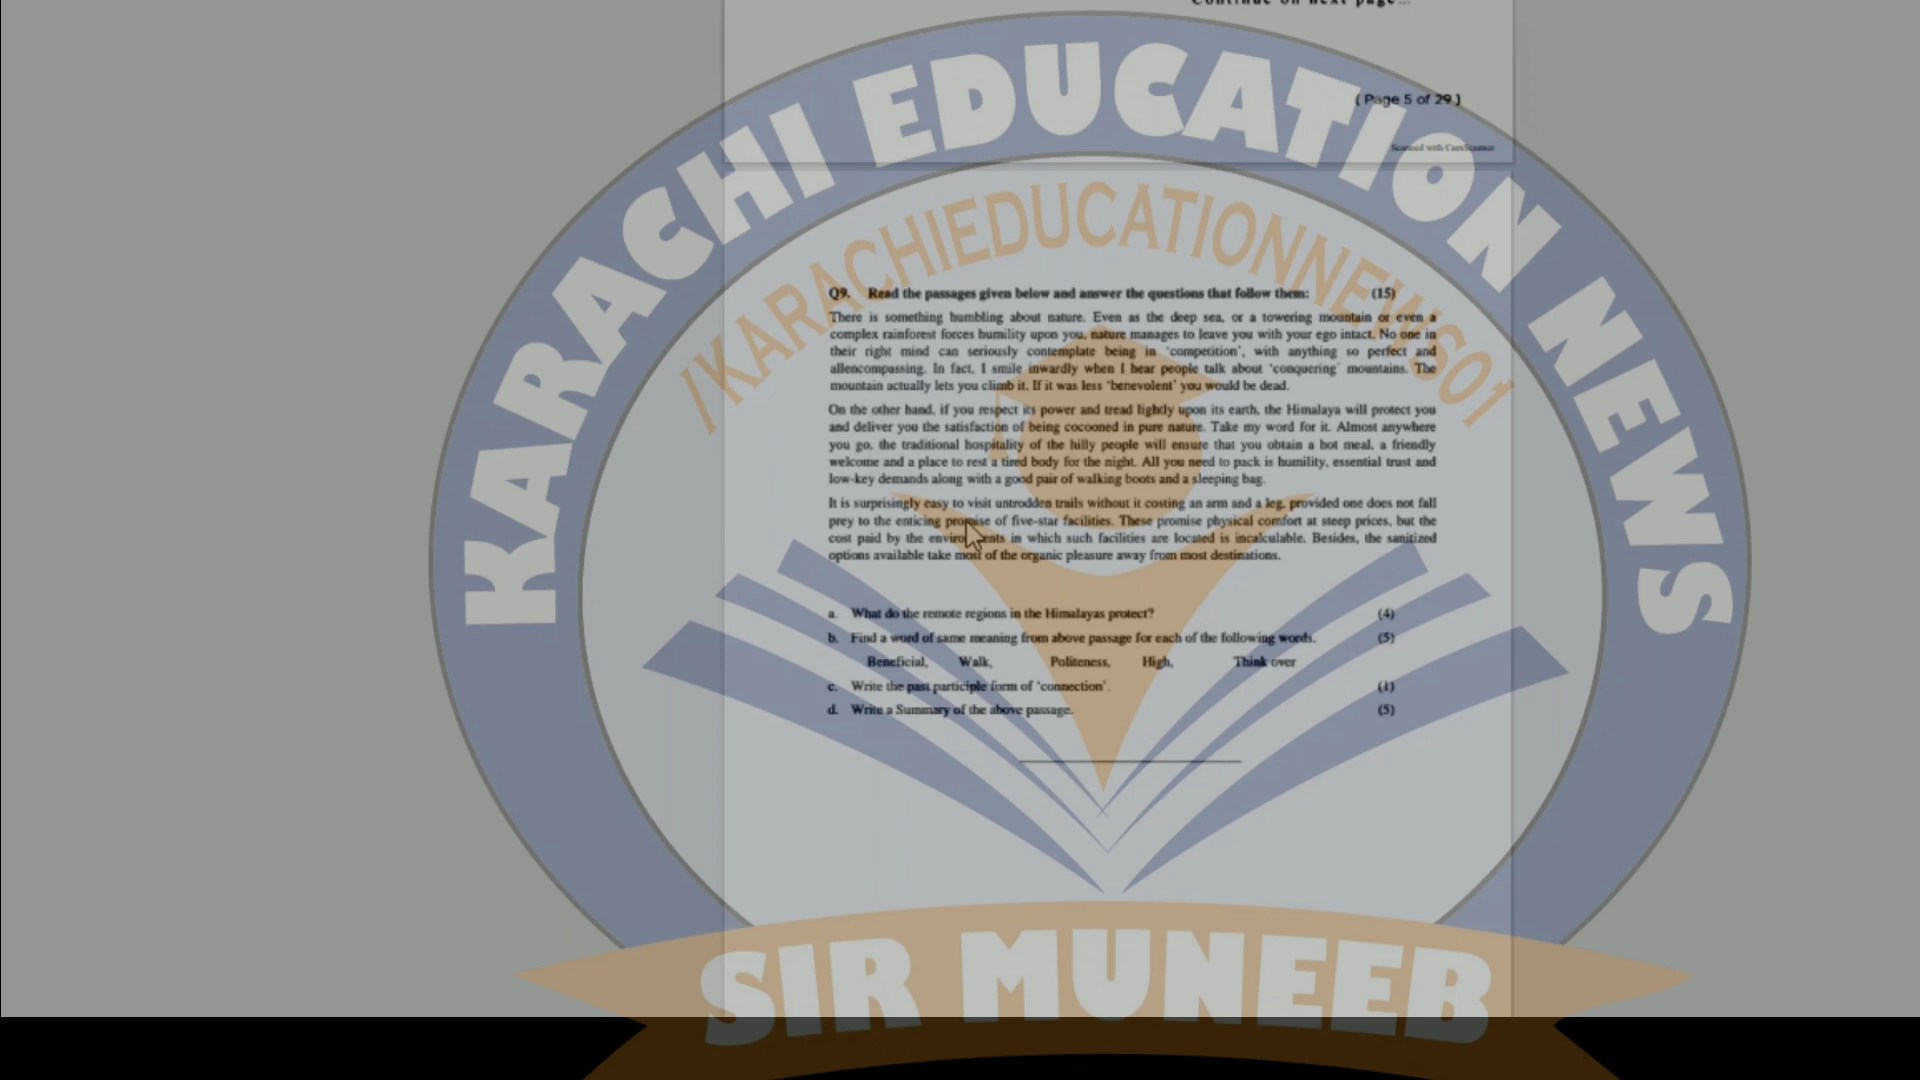 Continue on next page...
( Page 5 of 29 )
Scanned with CamScanner
KARACHI EDUCATION NEWS
/KARACHIEDUCATIONNEWS01
Q9. Read the passages given below and answer the questions that follow them: (15)
There is something humbling about nature. Even as the deep sea, or a towering mountain or even a
complex rainforest forces humility upon you, nature manages to leave you with your ego intact. No one in
their right mind can seriously contemplate being in 'competition', with anything so perfect and
allencompassing. In fact, I smile inwardly when I hear people talk about 'conquering' mountains. The
mountain actually lets you climb it. If it was less 'benevolent' you would be dead.
On the other hand, if you respect its power and tread lightly upon its earth, the Himalaya will protect you
and deliver you the satisfaction of being cocooned in pure nature. Take my word for it. Almost anywhere
you go, the traditional hospitality of the hilly people will ensure that you obtain a hot meal, a friendly
welcome and a place to rest a tired body for the night. All you need to pack is humility, essential trust and
low-key demands along with a good pair of walking boots and a sleeping bag.
It is surprisingly easy to visit untrodden trails without it costing an arm and a leg, provided one does not fall
prey to the enticing promise of five-star facilities. These promise physical comfort at steep prices, but the
cost paid by the environments in which such facilities are located is incalculable. Besides, the sanitized
options available take most of the organic pleasure away from most destinations.
a. What do the remote regions in the Himalayas protect? (4)
b. Find a word of same meaning from above passage for each of the following words. (5)
Beneficial, Walk, Politeness, High, Think over
c. Write the past participle form of 'connection'. (1)
d. Write a Summary of the above passage. (5)
SIR MUNEEB